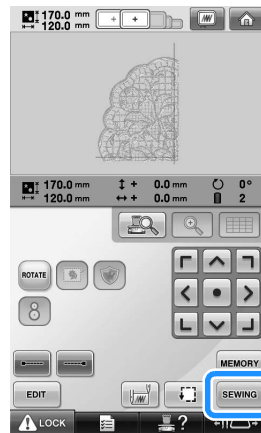 170.0 mm
120.0 mm
170.0 mm + 0.0 mm 0°
120.0 mm + 0.0 mm 2
ROTATE
MEMORY
EDIT SEWING
LOCK ?